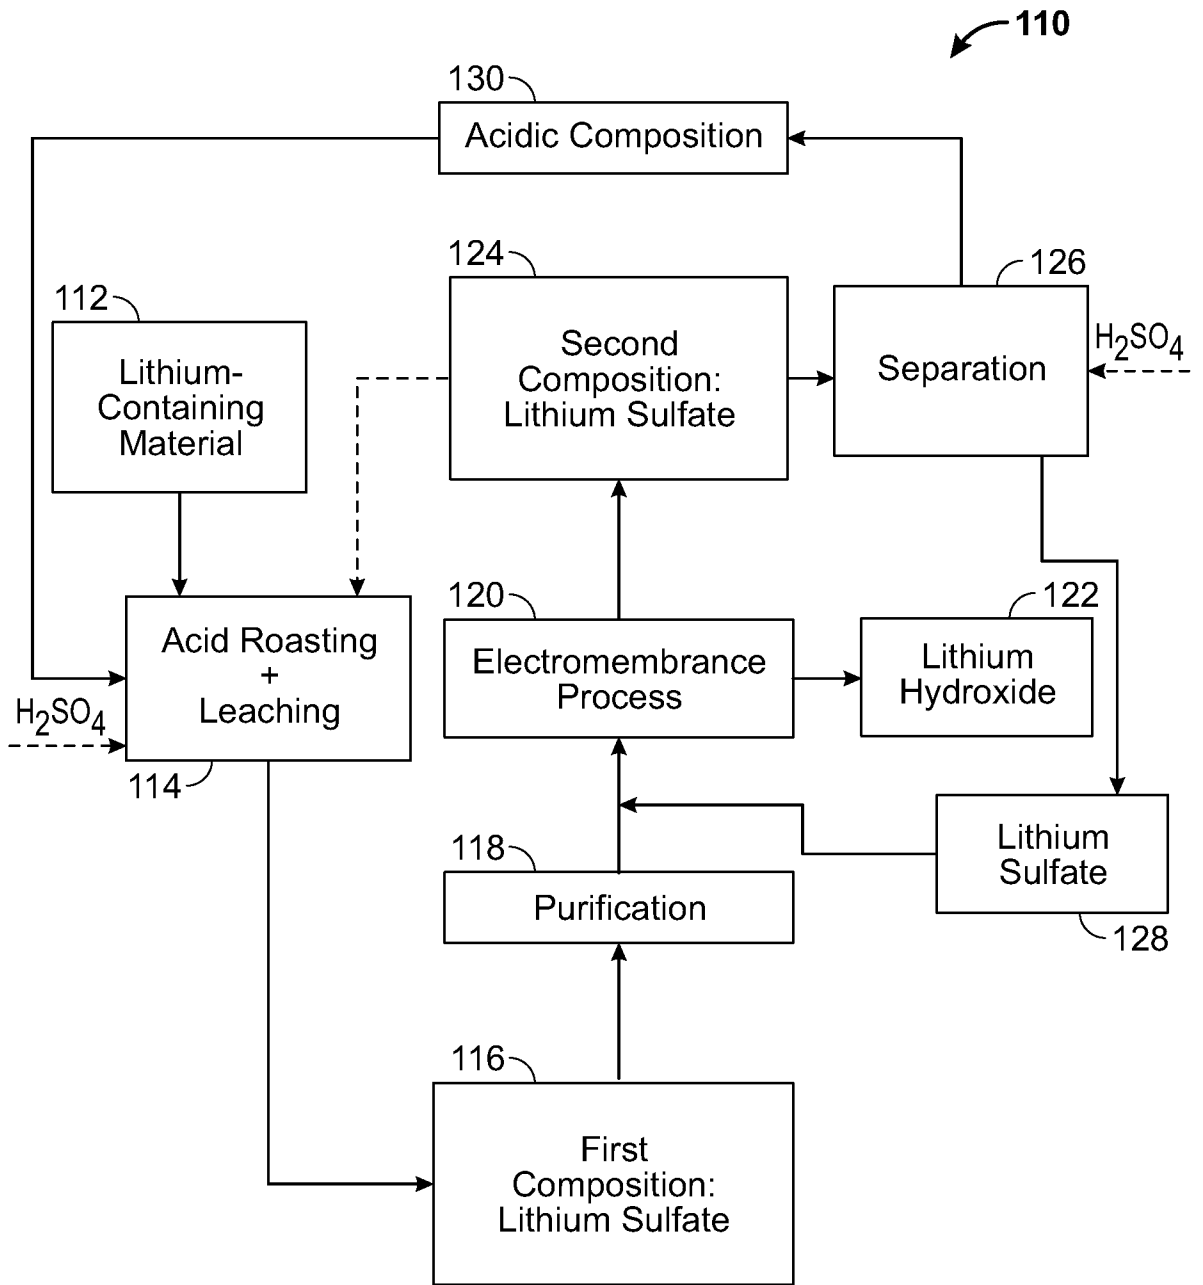 110
130
Acidic Composition
124
126
112
H2SO4
Second
Composition:
Lithium Sulfate
Separation
Lithium-
Containing
Material
120
122
Acid Roasting
+
Leaching
Electromembrance
Process
Lithium
Hydroxide
H2SO4
114
118
Purification
Lithium
Sulfate
128
116
First
Composition:
Lithium Sulfate